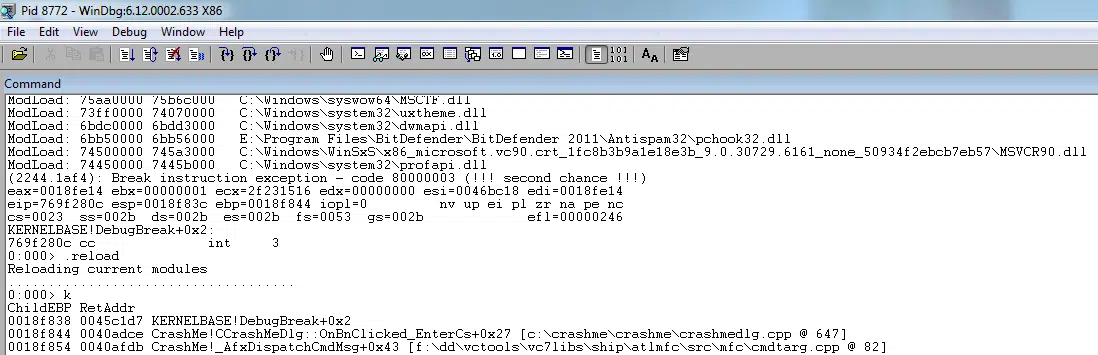 Pid 8772 - WinDbg:6.12.0002.633 X86
File Edit View Debug Window Help
Command
ModLoad: 75aa0000 75b6c000   C:\Windows\syswow64\MSCTF.dll
ModLoad: 73ff0000 74070000   C:\Windows\system32\uxtheme.dll
ModLoad: 6bdc0000 6bdd3000   C:\Windows\system32\dwmapi.dll
ModLoad: 6bb50000 6bb56000   E:\Program Files\BitDefender\BitDefender 2011\Antispam32\pchook32.dll
ModLoad: 74500000 745a3000   C:\Windows\WinSxS\x86_microsoft.vc90.crt_1fc8b3b9a1e18e3b_9.0.30729.6161_none_50934f2ebcb7eb57\MSVCR90.dll
ModLoad: 74450000 7445b000   C:\Windows\system32\profapi.dll
(2244.1af4): Break instruction exception - code 80000003 (!!! second chance !!!)
eax=0018fe14 ebx=00000001 ecx=2f231516 edx=00000000 esi=0046bc18 edi=0018fe14
eip=769f280c esp=0018f83c ebp=0018f844 iopl=0         nv up ei pl zr na pe nc
cs=0023  ss=002b  ds=002b  es=002b  fs=0053  gs=002b             efl=00000246
KERNELBASE!DebugBreak+0x2:
769f280c cc              int     3
0:000> .reload
Reloading current modules
....................................
0:000> k
ChildEBP RetAddr
0018f838 0045c1d7 KERNELBASE!DebugBreak+0x2
0018f844 0040adce CrashMe!CCrashMeDlg::OnBnClicked_EnterCs+0x27 [c:\crashme\crashme\crashmedlg.cpp @ 647]
0018f854 0040afdb CrashMe!_AfxDispatchCmdMsg+0x43 [f:\dd\vctools\vc7libs\ship\atlmfc\src\mfc\cmdtarg.cpp @ 82]